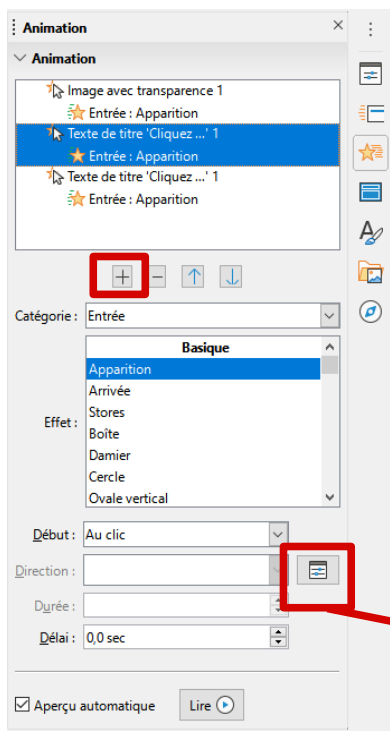 Animation
Animation
Image avec transparence 1
Entrée : Apparition
Texte de titre 'Cliquez ...' 1
Entrée : Apparition
Texte de titre 'Cliquez ...' 1
Entrée : Apparition
Catégorie : Entrée
Basique
Apparition
Arrivée
Effet : Stores
Boîte
Damier
Cercle
Ovale vertical
Début : Au clic
Direction :
Durée :
Délai : 0,0 sec
Aperçu automatique Lire